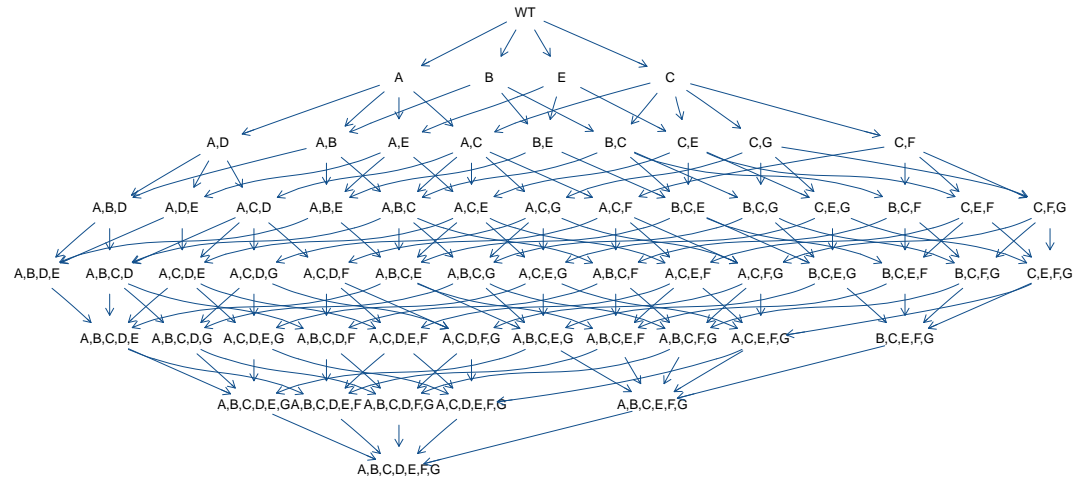 WT
A B E C
A,D A,B A,E A,C B,E B,C C,E C,G C,F
A,B,D A,D,E A,C,D A,B,E A,B,C A,C,E A,C,G A,C,F B,C,E B,C,G C,E,G B,C,F C,E,F C,F,G
A,B,D,E A,B,C,D A,C,D,E A,C,D,G A,C,D,F A,B,C,E A,B,C,G A,C,E,G A,B,C,F A,C,E,F A,C,F,G B,C,E,G B,C,E,F B,C,F,G C,E,F,G
A,B,C,D,E A,B,C,D,G A,C,D,E,G A,B,C,D,F A,C,D,E,F A,C,D,F,G A,B,C,E,G A,B,C,E,F A,B,C,F,G A,C,E,F,G B,C,E,F,G
A,B,C,D,E,G A,B,C,D,E,F A,B,C,D,F,G A,C,D,E,F,G A,B,C,E,F,G
A,B,C,D,E,F,G